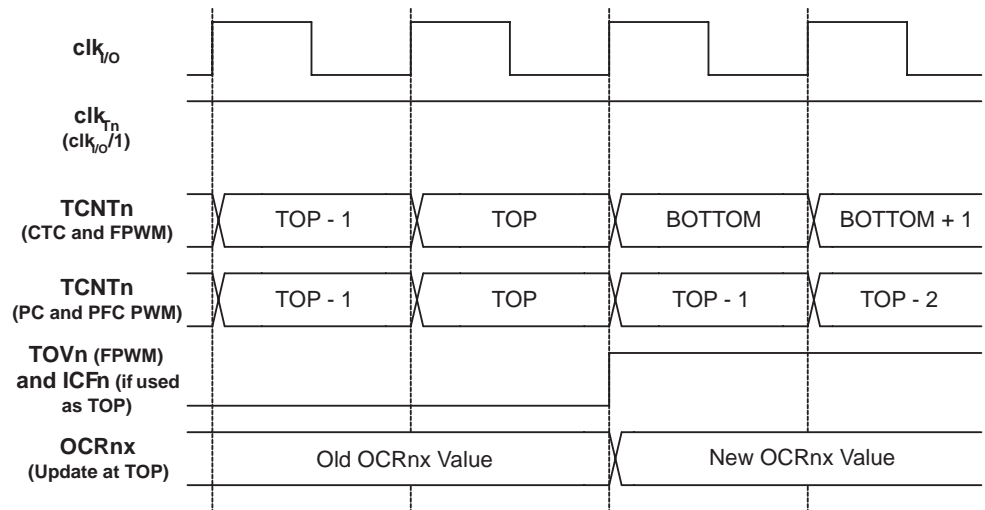 clkI/O
clkTn
(clkI/O/1)
TCNTn
(CTC and FPWM)
TOP - 1
TOP
BOTTOM
BOTTOM + 1
TCNTn
(PC and PFC PWM)
TOP - 1
TOP
TOP - 1
TOP - 2
TOVn (FPWM)
and ICFn (if used
as TOP)
OCRnx
(Update at TOP)
Old OCRnx Value
New OCRnx Value